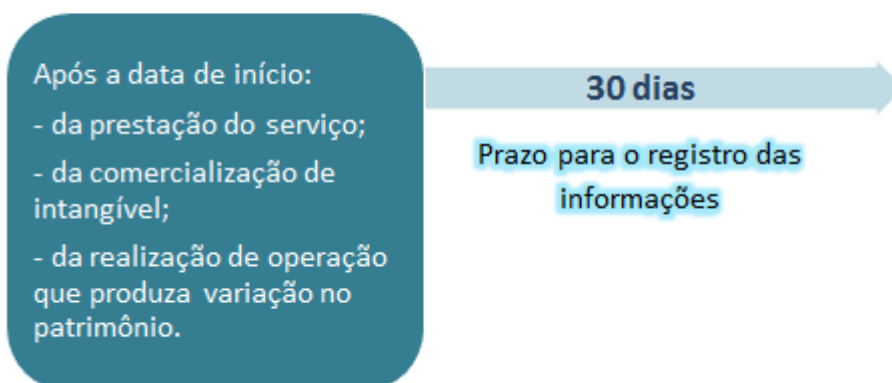 Após a data de início:
- da prestação do serviço;
- da comercialização de
intangível;
- da realização de operação
que produza variação no
patrimônio.
30 dias
Prazo para o registro das
informações